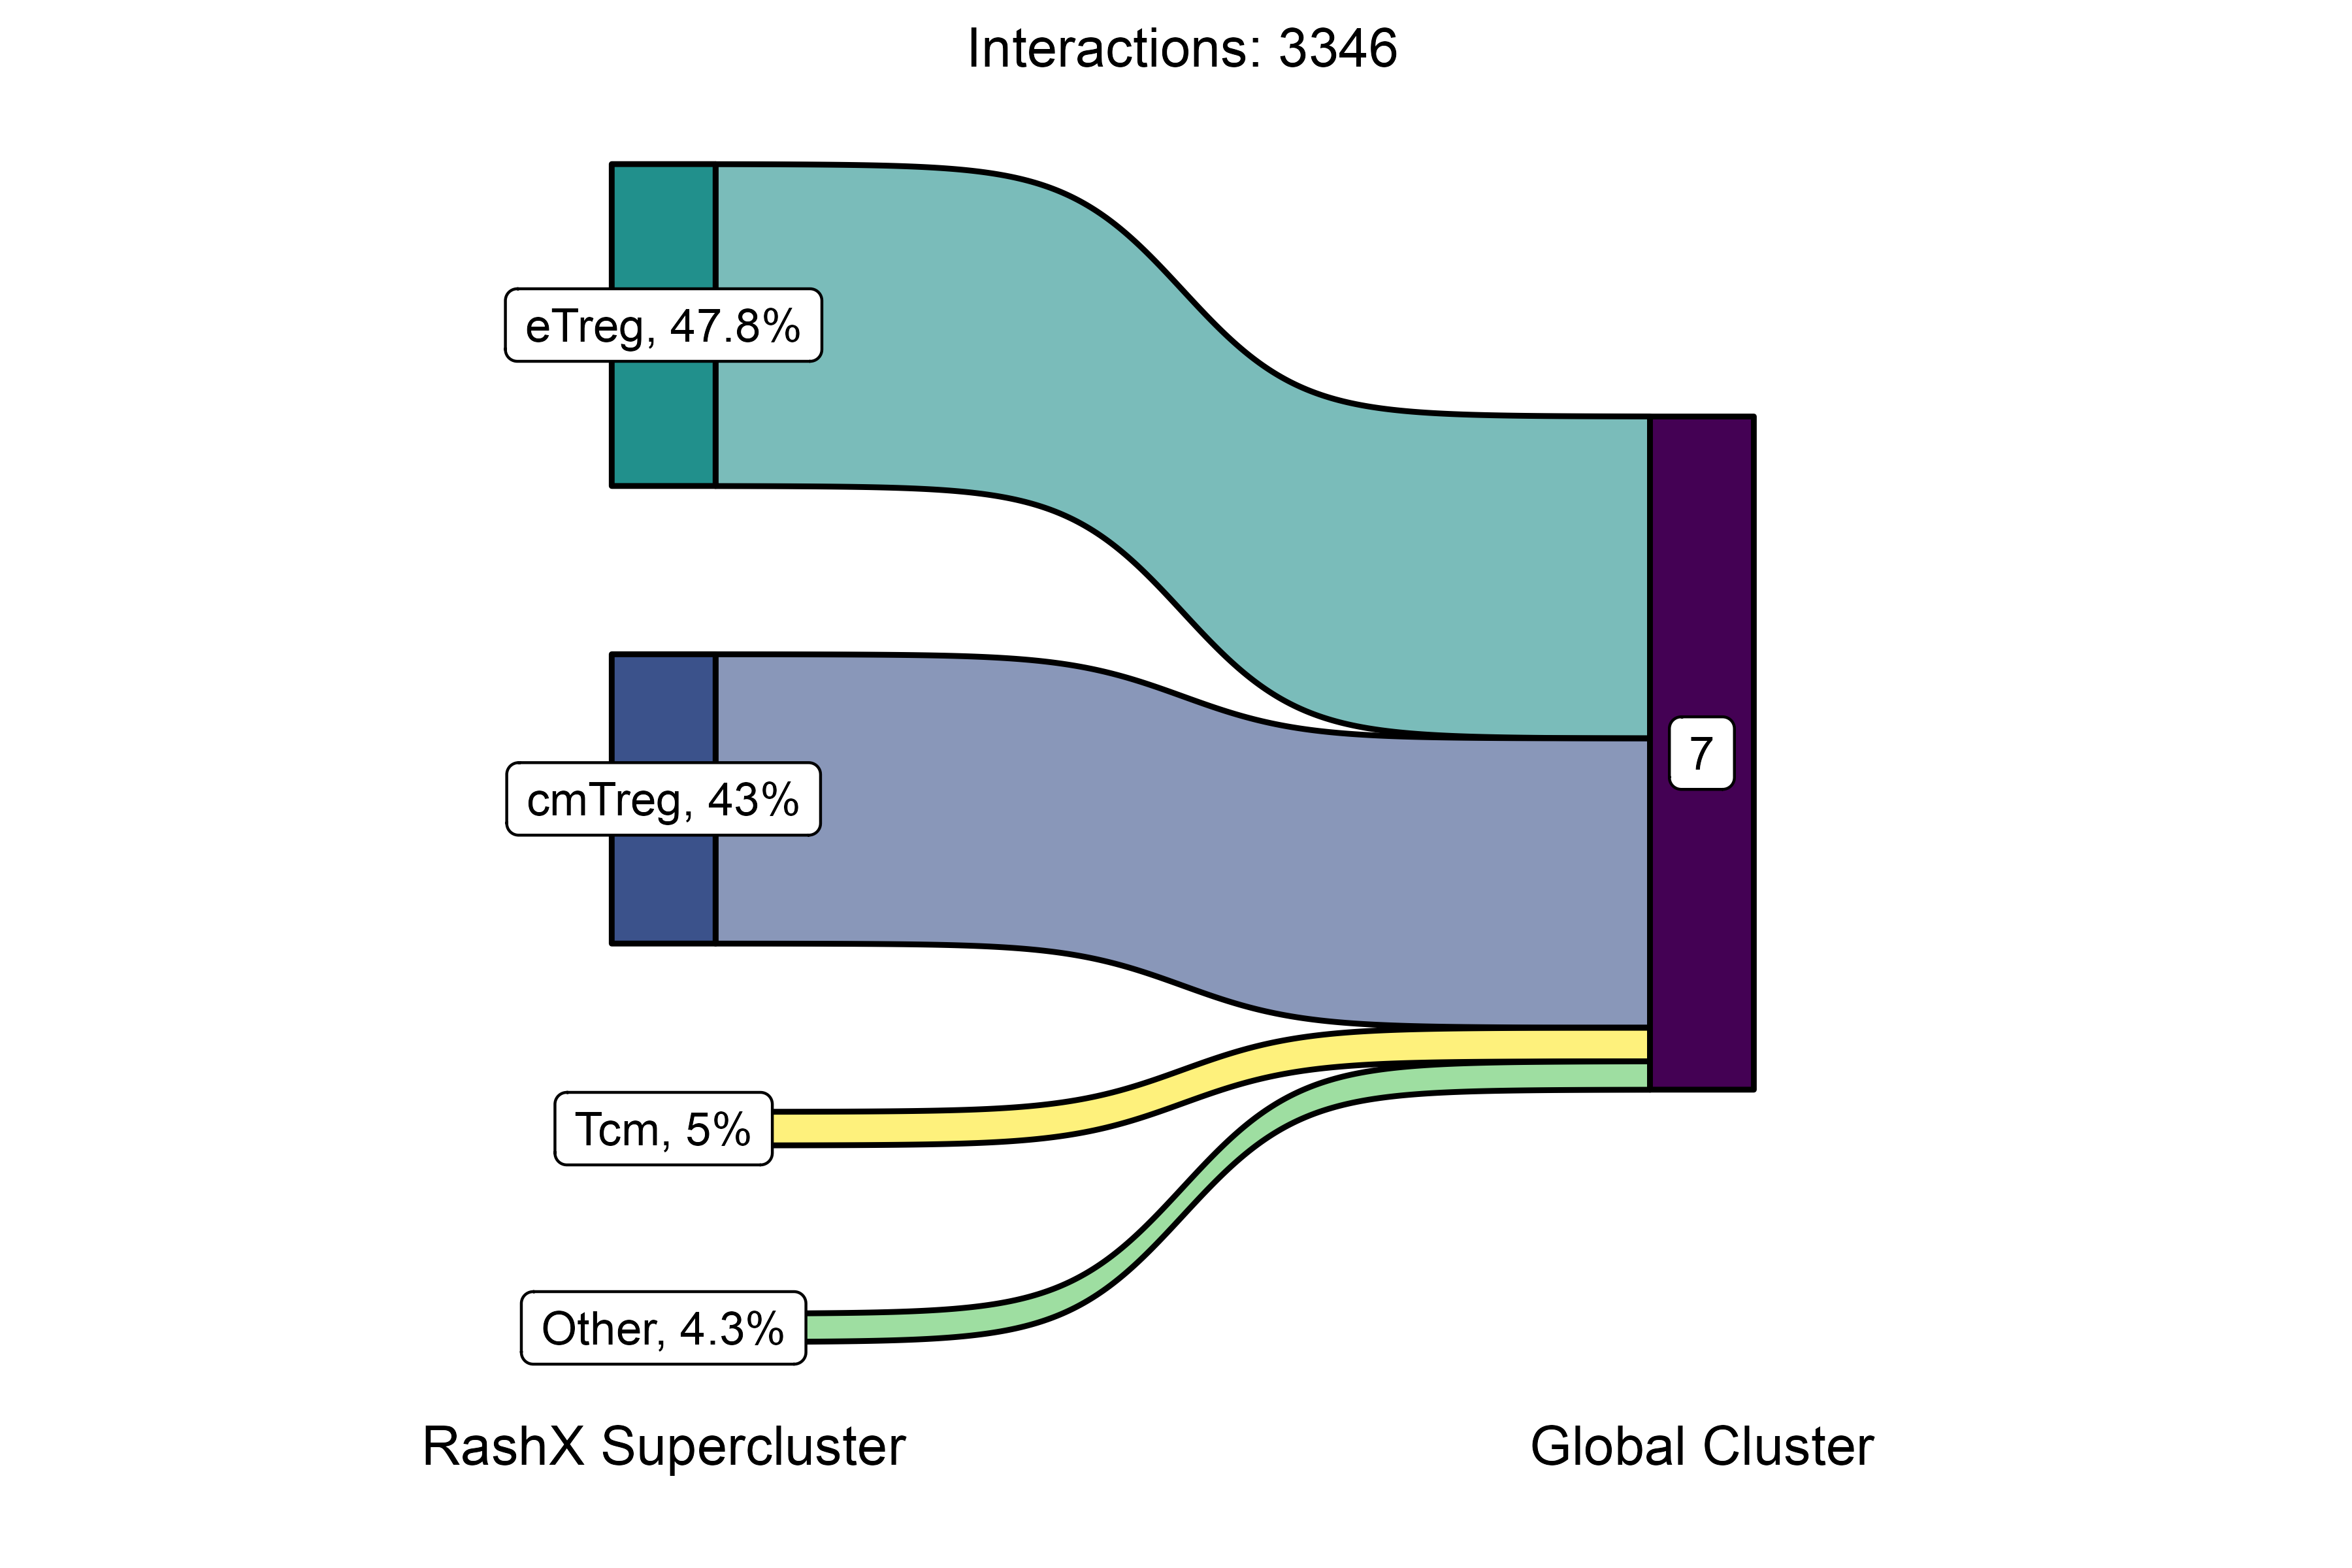 Interactions: 3346
eTreg, 47.8%
7
cmTreg, 43%
Tcm, 5%
Other, 4.3%
RashX Supercluster
Global Cluster